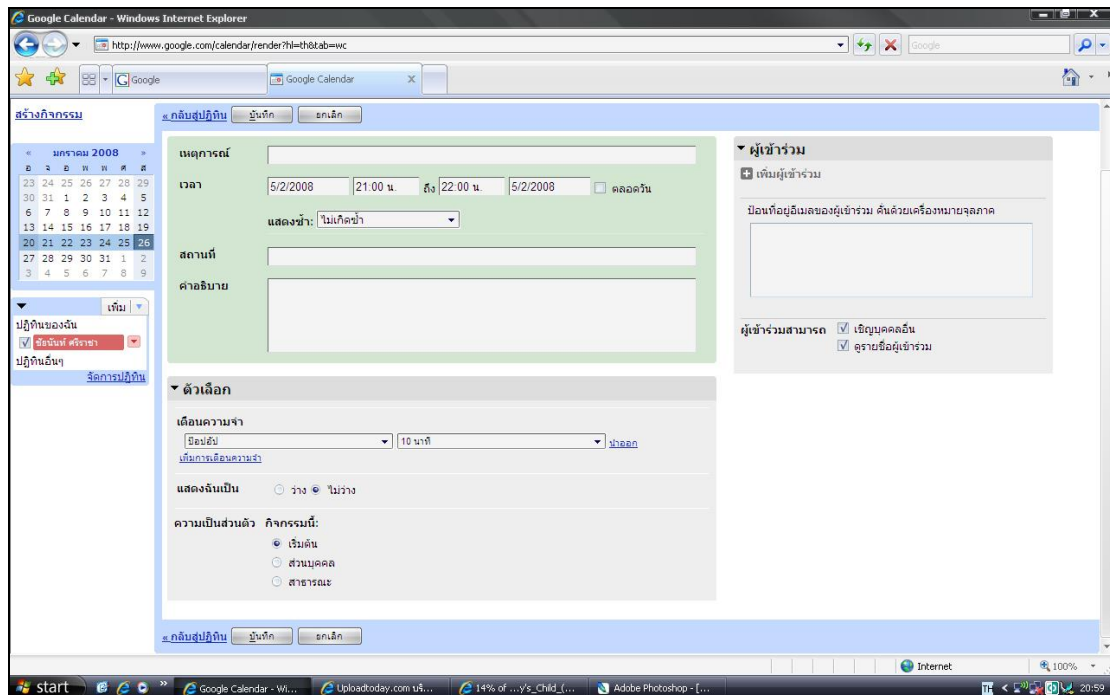 Google Calendar - Windows Internet Explorer
http://www.google.com/calendar/render?hl=th&tab=wc
Google
Google
Google Calendar
สร้างกิจกรรม
« กลับสู่ปฏิทิน บันทึก ยกเลิก
« มกราคม 2008 »
อ จ อ พ พ ศ ส
23 24 25 26 27 28 29
30 31 1 2 3 4 5
6 7 8 9 10 11 12
13 14 15 16 17 18 19
20 21 22 23 24 25 26
27 28 29 30 31 1 2
3 4 5 6 7 8 9
เพิ่ม
ปฏิทินของฉัน
ชัยนันท์ ศรีราชา
ปฏิทินอื่นๆ
จัดการปฏิทิน
เหตุการณ์
เวลา 5/2/2008 21:00 น. ถึง 22:00 น. 5/2/2008 ตลอดวัน
แสดงซ้ำ: ไม่เกิดซ้ำ
สถานที่
คำอธิบาย
ตัวเลือก
เตือนความจำ
ป๊อปอัป 10 นาที นำออก
เพิ่มการเตือนความจำ
แสดงฉันเป็น ว่าง ไม่ว่าง
ความเป็นส่วนตัว กิจกรรมนี้:
เริ่มต้น
ส่วนบุคคล
สาธารณะ
ผู้เข้าร่วม
เพิ่มผู้เข้าร่วม
ป้อนที่อยู่อีเมลของผู้เข้าร่วม คั่นด้วยเครื่องหมายจุลภาค
ผู้เข้าร่วมสามารถ เชิญบุคคลอื่น
ดูรายชื่อผู้เข้าร่วม
« กลับสู่ปฏิทิน บันทึก ยกเลิก
Internet 100%
start Google Calendar - Wi... Uploadtoday.com บริ... 14% of ...y's_Child_(... Adobe Photoshop - [... TH 20:59